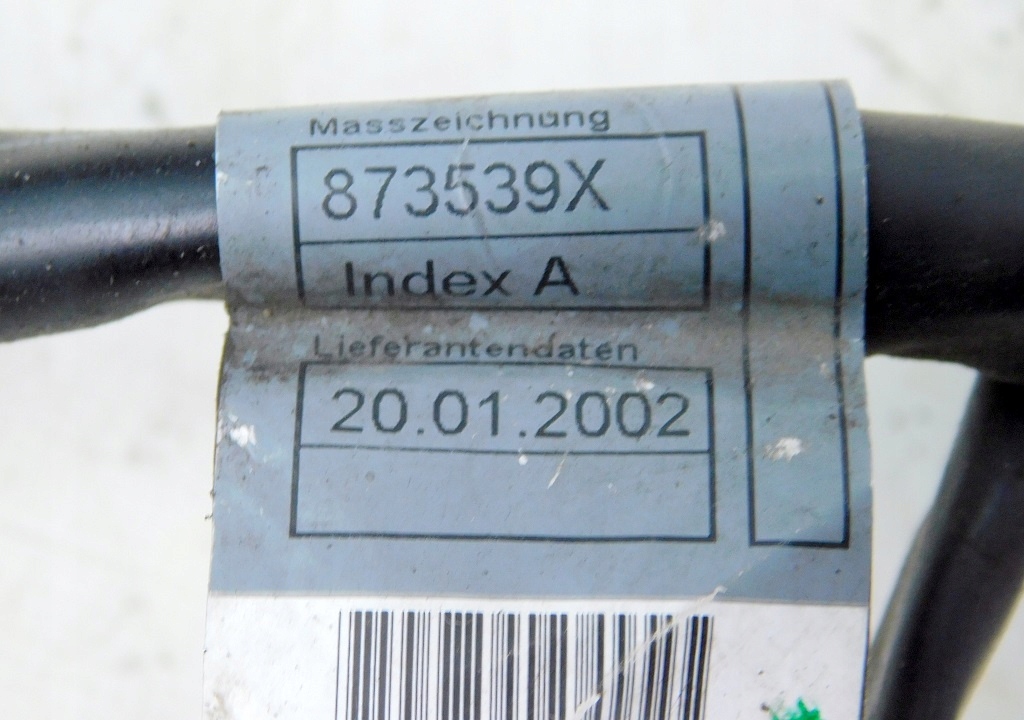 Masszeichnung
873539X
Index A
Lieferantendaten
20.01.2002